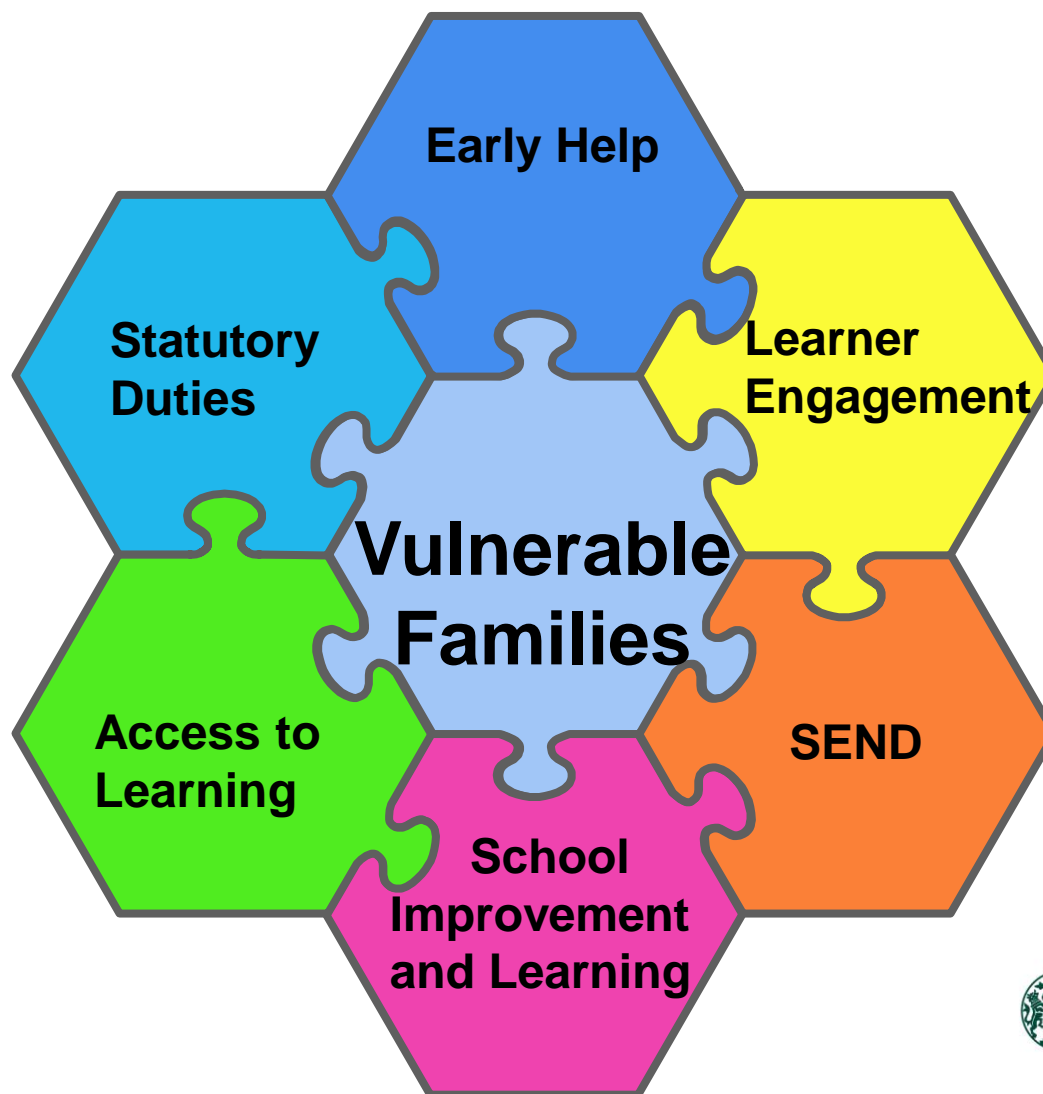 Early Help
Statutory
Duties
Learner
Engagement
Vulnerable
Families
Access to
Learning
SEND
School
Improvement
and Learning